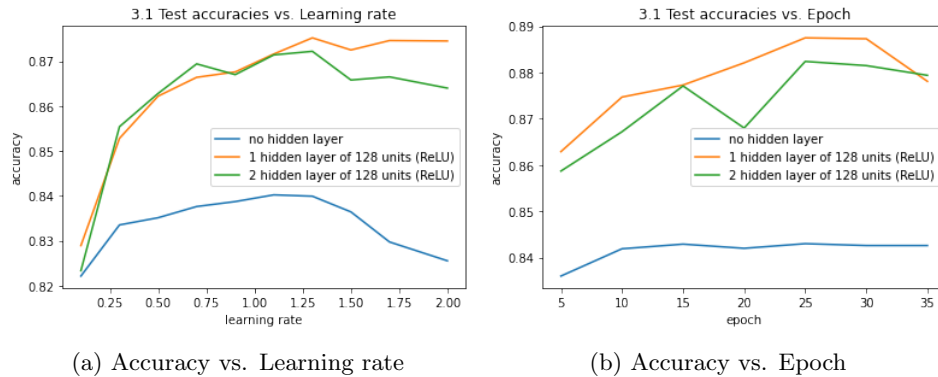 3.1 Test accuracies vs. Learning rate
accuracy
0.87
0.86
0.85
0.84
0.83
0.82
no hidden layer
1 hidden layer of 128 units (ReLU)
2 hidden layer of 128 units (ReLU)
0.25 0.50 0.75 1.00 1.25 1.50 1.75 2.00
learning rate
(a) Accuracy vs. Learning rate
3.1 Test accuracies vs. Epoch
accuracy
0.89
0.88
0.87
0.86
0.85
0.84
no hidden layer
1 hidden layer of 128 units (ReLU)
2 hidden layer of 128 units (ReLU)
5 10 15 20 25 30 35
epoch
(b) Accuracy vs. Epoch